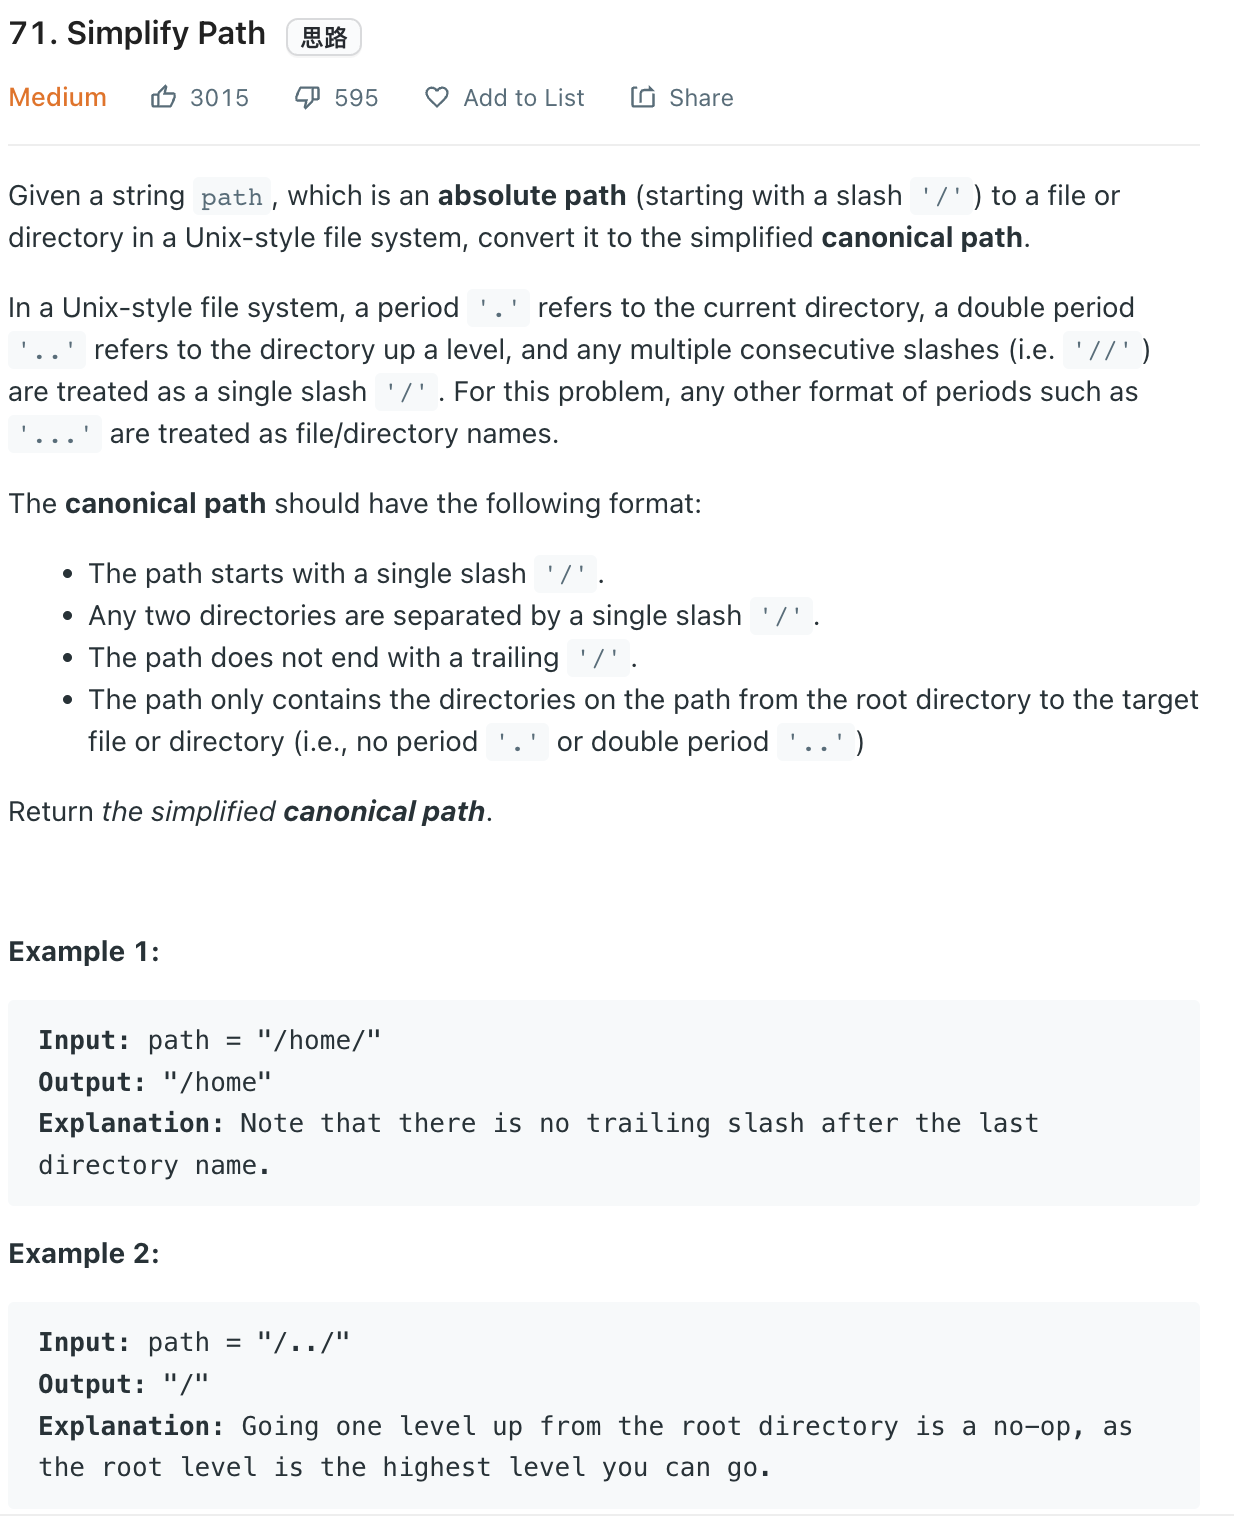 71. Simplify Path 思路
Medium 3015 595 Add to List Share
Given a string path, which is an absolute path (starting with a slash '/') to a file or
directory in a Unix-style file system, convert it to the simplified canonical path.
In a Unix-style file system, a period '.' refers to the current directory, a double period
'..' refers to the directory up a level, and any multiple consecutive slashes (i.e. '//')
are treated as a single slash '/'. For this problem, any other format of periods such as
'...' are treated as file/directory names.
The canonical path should have the following format:
• The path starts with a single slash '/'.
• Any two directories are separated by a single slash '/'.
• The path does not end with a trailing '/'.
• The path only contains the directories on the path from the root directory to the target
file or directory (i.e., no period '.' or double period '..')
Return the simplified canonical path.
Example 1:
Input: path = "/home/"
Output: "/home"
Explanation: Note that there is no trailing slash after the last
directory name.
Example 2:
Input: path = "/../"
Output: "/"
Explanation: Going one level up from the root directory is a no-op, as
the root level is the highest level you can go.